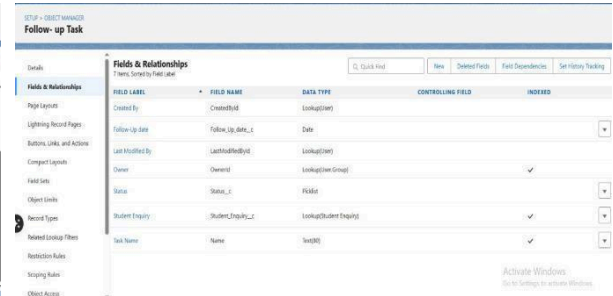 SETUP > OBJECT MANAGER
Follow- up Task
Details
Fields & Relationships
Page Layouts
Lightning Record Pages
Buttons, Links, and Actions
Compact Layouts
Field Sets
Object Limits
Record Types
Related Lookup Filters
Restriction Rules
Scoping Rules
Object Access
Fields & Relationships
7 Items, Sorted by Field Label
Quick Find
New
Deleted Fields
Field Dependencies
Set History Tracking
FIELD LABEL FIELD NAME DATA TYPE CONTROLLING FIELD INDEXED
Created By CreatedById Lookup(User)
Follow-Up date Follow_Up_date__c Date
Last Modified By LastModifiedById Lookup(User)
Owner OwnerId Lookup(User,Group)
Status Status__c Picklist
Student Enquiry Student_Enquiry__c Lookup(Student Enquiry)
Task Name Name Text(80)
Activate Windows
Go to Settings to activate Windows.